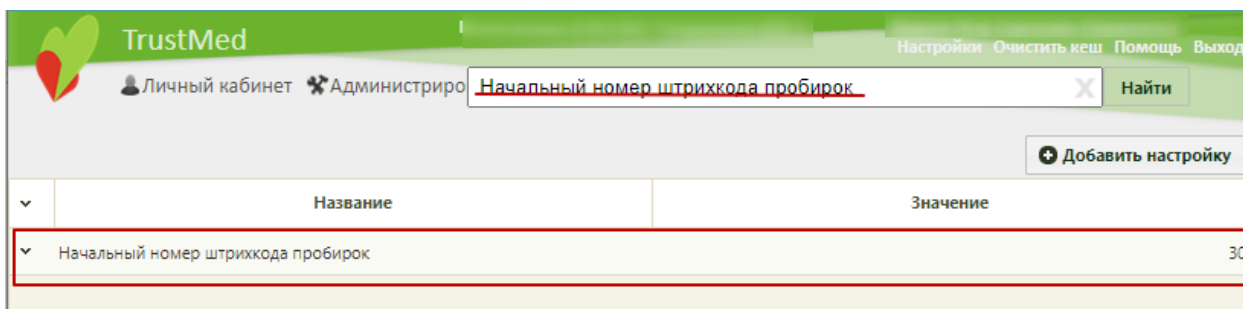 TrustMed
Настройки Очистить кеш Помощь Выход
Личный кабинет Администриро Начальный номер штрихкода пробирок Найти
Добавить настройку
Название Значение
Начальный номер штрихкода пробирок 30